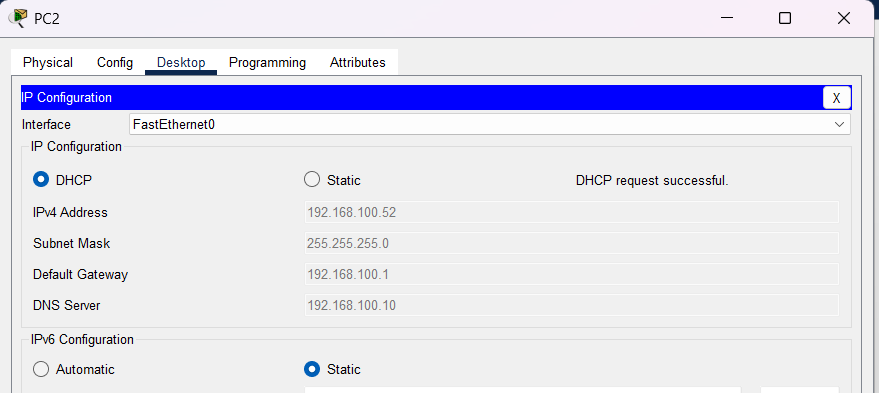 PC2
Physical Config Desktop Programming Attributes
IP Configuration X
Interface FastEthernet0
IP Configuration
DHCP Static DHCP request successful.
IPv4 Address 192.168.100.52
Subnet Mask 255.255.255.0
Default Gateway 192.168.100.1
DNS Server 192.168.100.10
IPv6 Configuration
Automatic Static